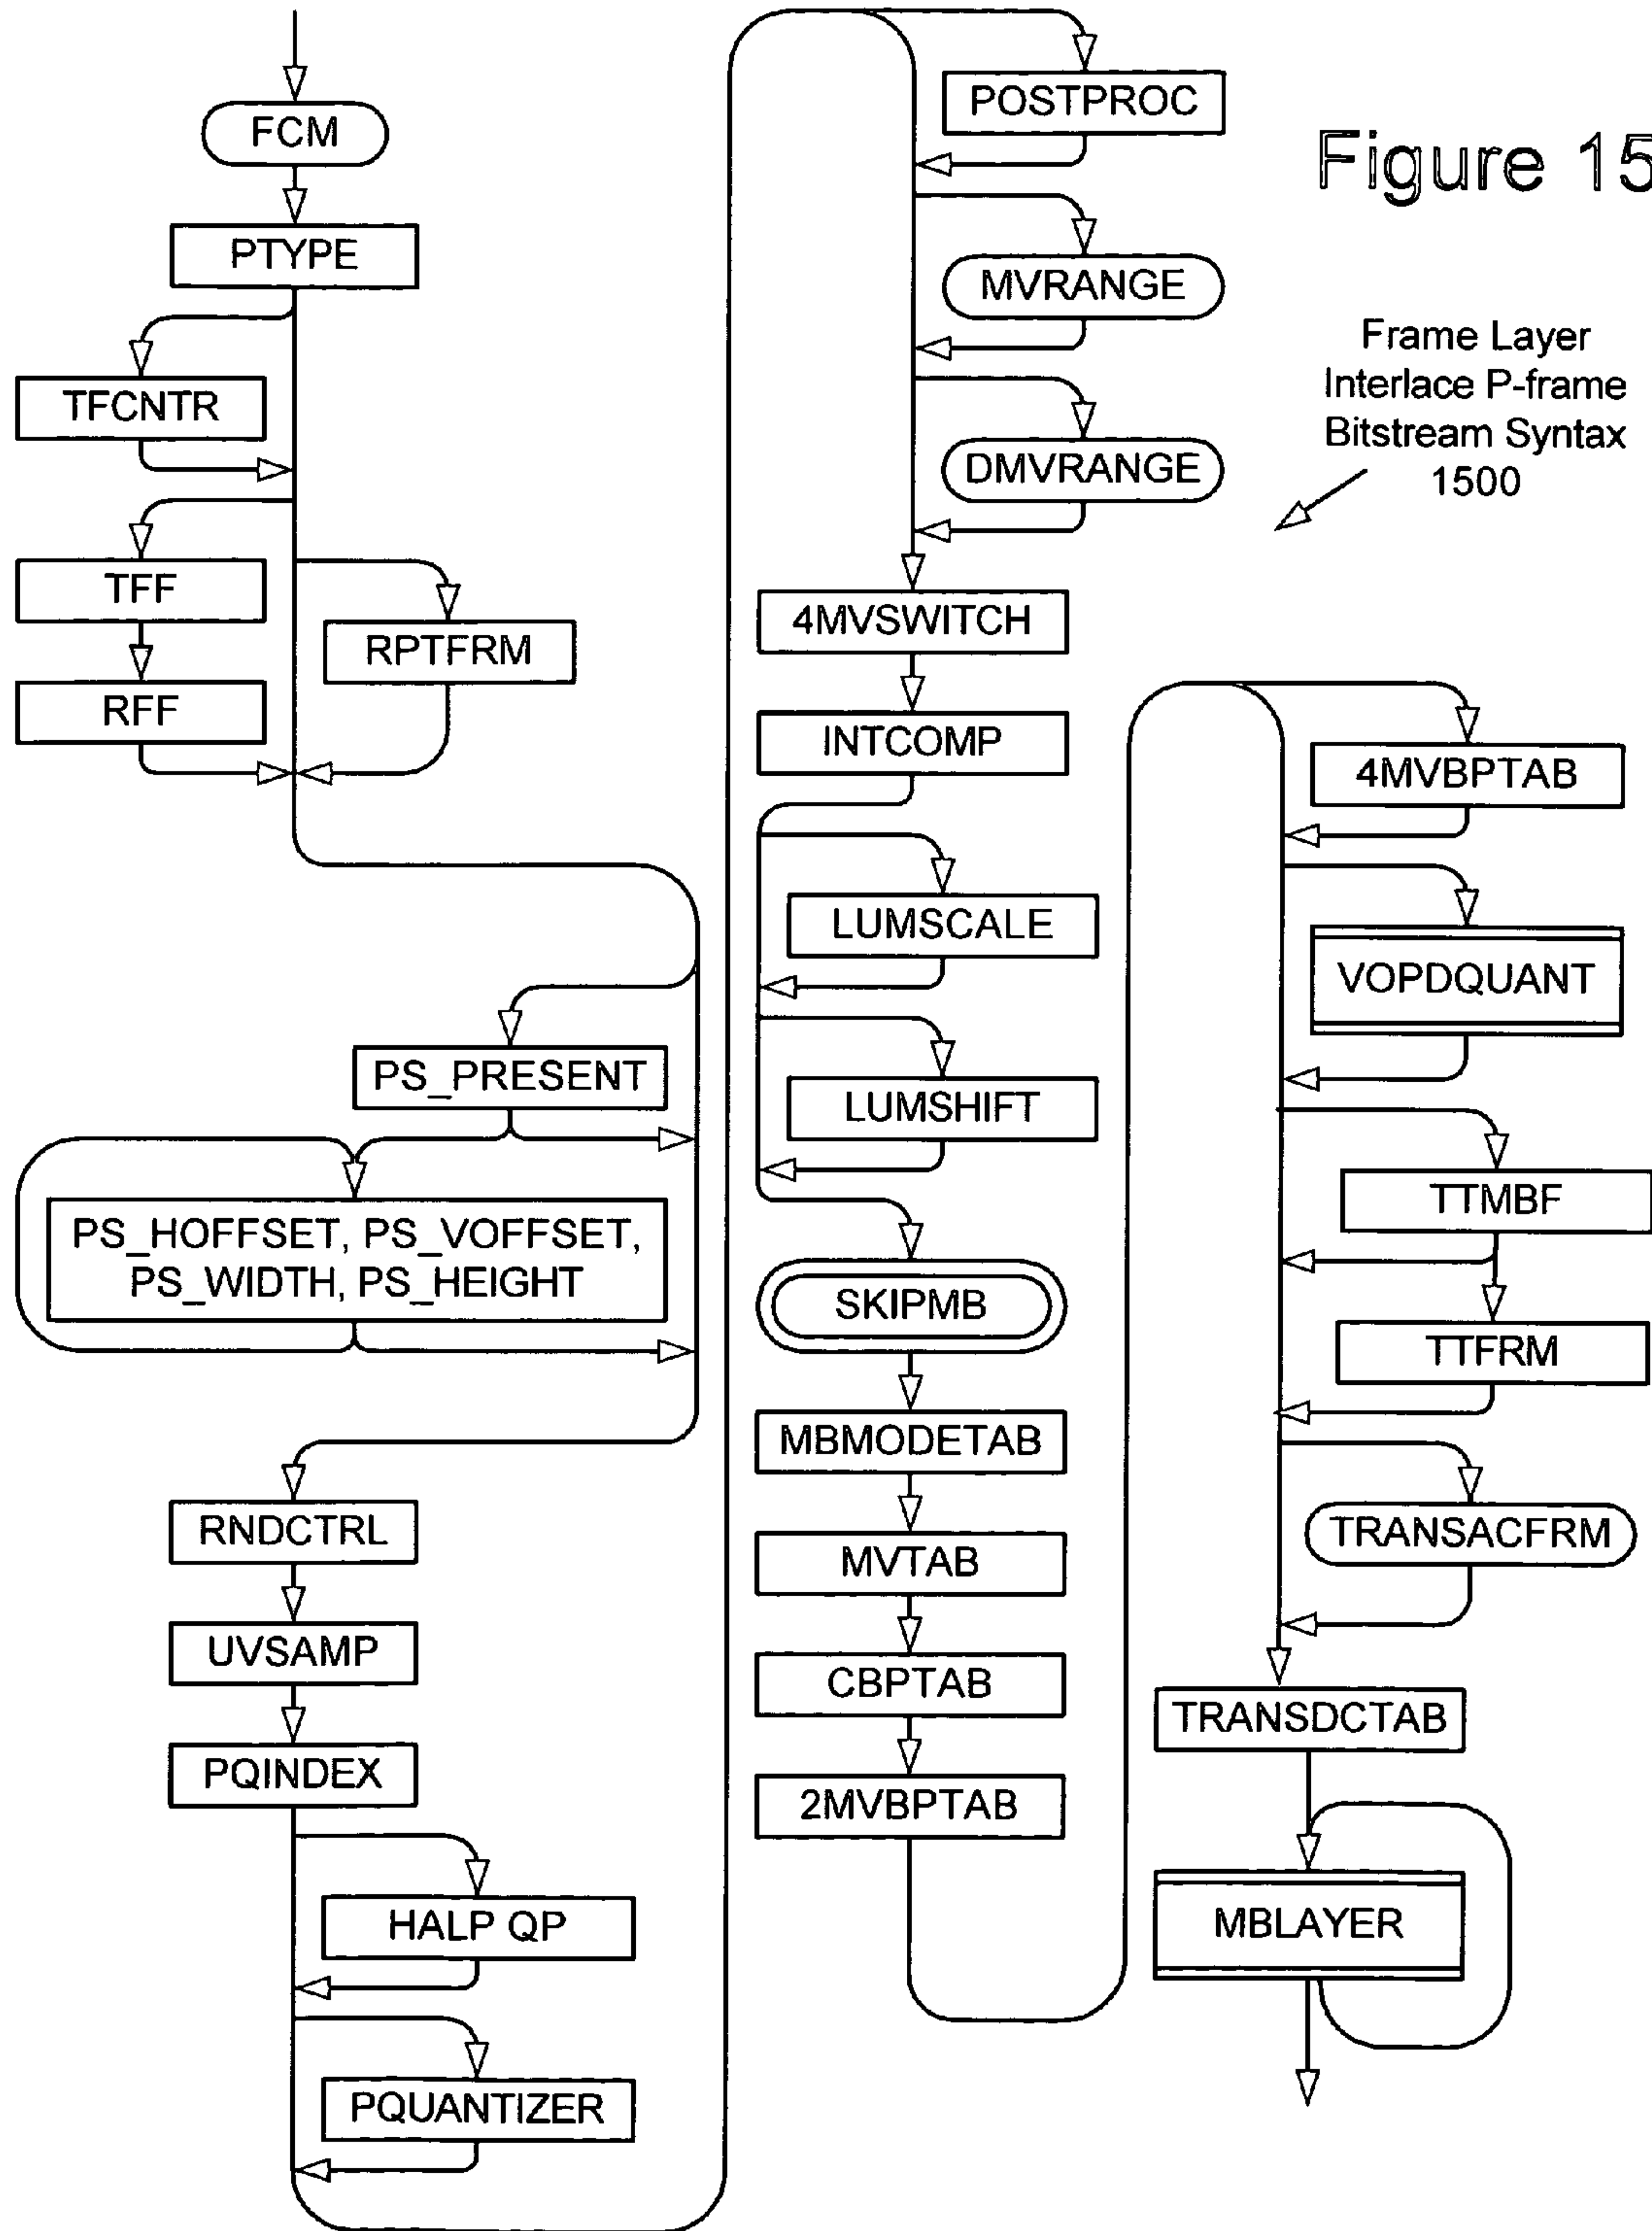 FCM
PTYPE
TFCNTR
TFF
RPTFRM
RFF
PS_PRESENT
PS_HOFFSET, PS_VOFFSET,
PS_WIDTH, PS_HEIGHT
RNDCTRL
UVSAMP
PQINDEX
HALP QP
PQUANTIZER
POSTPROC
MVRANGE
DMVRANGE
4MVSWITCH
INTCOMP
LUMSCALE
LUMSHIFT
SKIPMB
MBMODETAB
MVTAB
CBPTAB
2MVBPTAB
Figure 15
Frame Layer
Interlace P-frame
Bitstream Syntax
1500
4MVBPTAB
VOPDQUANT
TTMBF
TTFRM
TRANSACFRM
TRANSDCTAB
MBLAYER